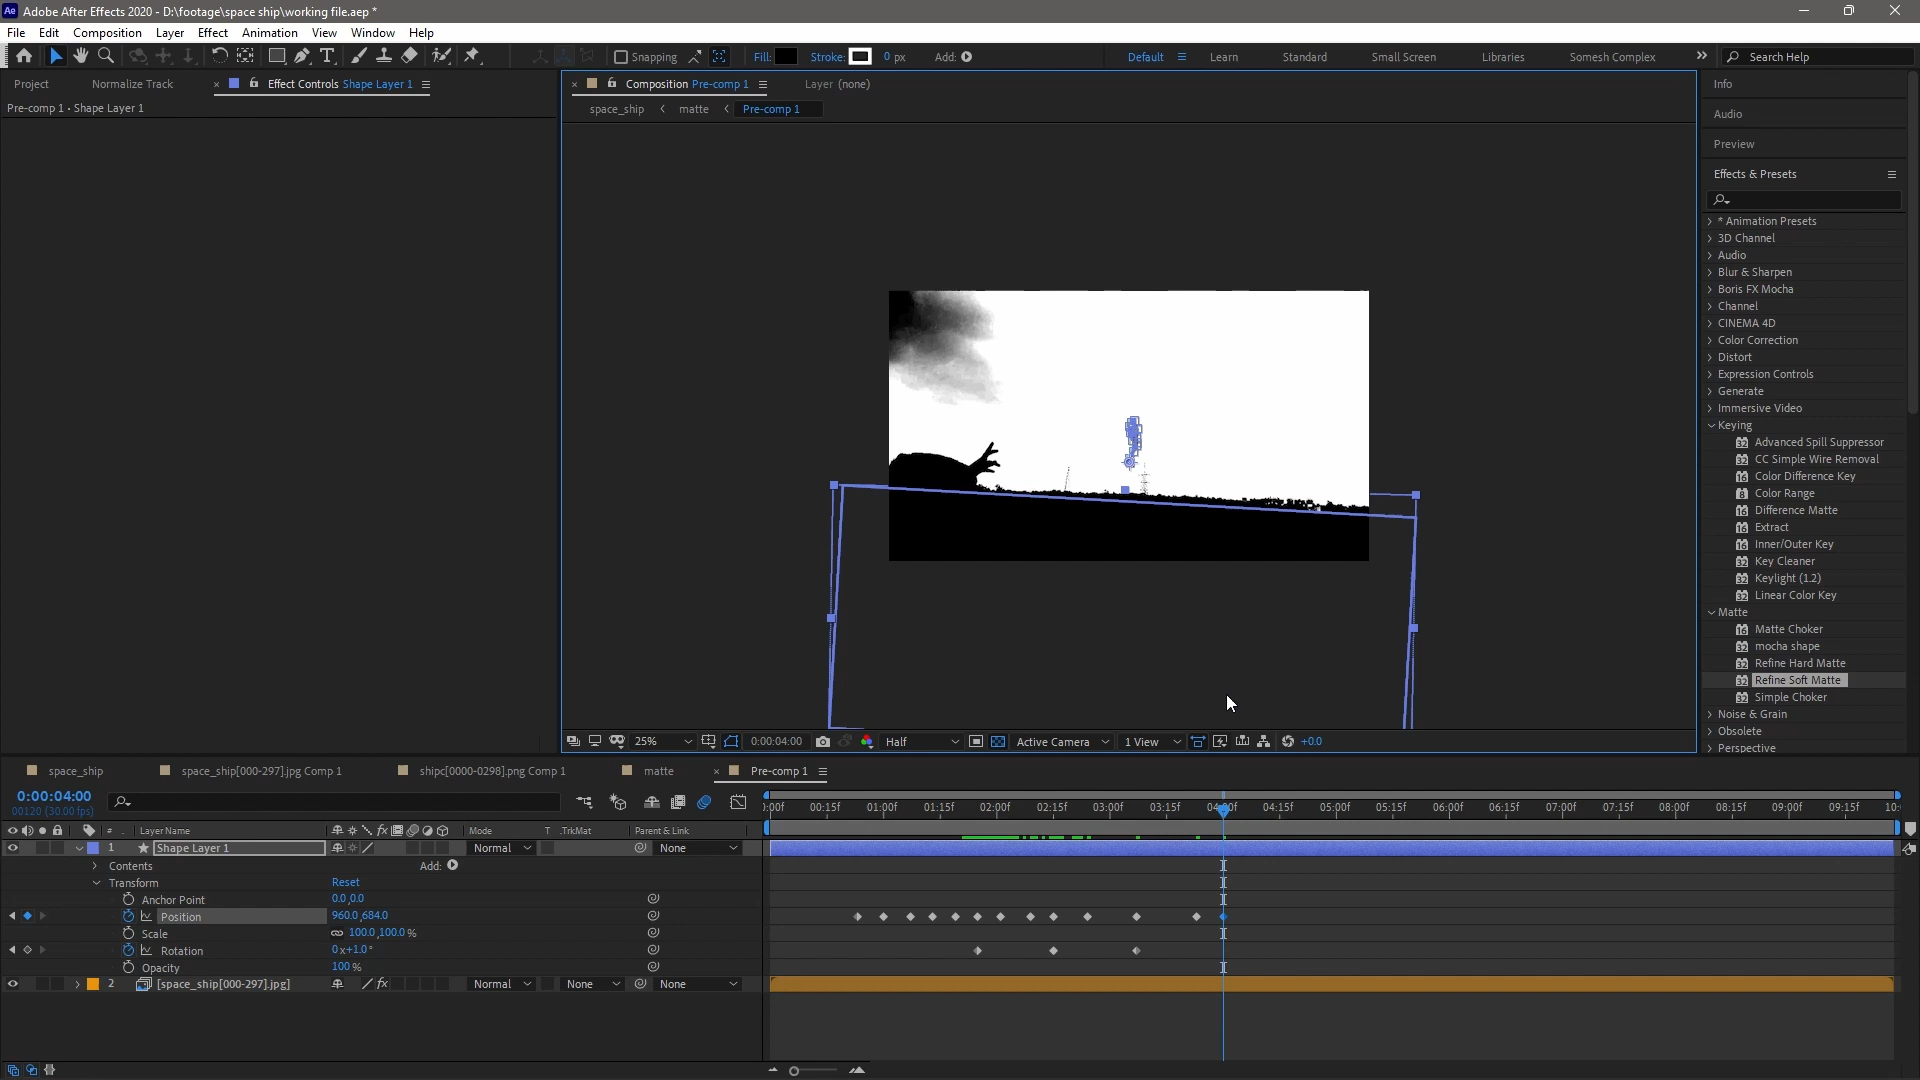 Adobe After Effects 2020 - D:\footage\space ship\working file.aep *
File Edit Composition Layer Effect Animation View Window Help
Snapping Fill: Stroke: 0 px Add: Default Learn Standard Small Screen Libraries Somesh Complex Search Help
Project Normalize Track Effect Controls Shape Layer 1
Pre-comp 1 • Shape Layer 1
Composition Pre-comp 1 Layer (none)
space_ship matte Pre-comp 1
Info
Audio
Preview
Effects & Presets
* Animation Presets
3D Channel
Audio
Blur & Sharpen
Boris FX Mocha
Channel
CINEMA 4D
Color Correction
Distort
Expression Controls
Generate
Immersive Video
Keying
Advanced Spill Suppressor
CC Simple Wire Removal
Color Difference Key
Color Range
Difference Matte
Extract
Inner/Outer Key
Key Cleaner
Keylight (1.2)
Linear Color Key
Matte
Matte Choker
mocha shape
Refine Hard Matte
Refine Soft Matte
Simple Choker
Noise & Grain
Obsolete
Perspective
25% 0:00:04:00 Half Active Camera 1 View +0.0
space_ship space_ship[000-297].jpg Comp 1 shipc[0000-0298].png Comp 1 matte Pre-comp 1
0:00:04:00
00120 (30.00 fps)
):00f 00:15f 01:00f 01:15f 02:00f 02:15f 03:00f 03:15f 04:00f 04:15f 05:00f 05:15f 06:00f 06:15f 07:00f 07:15f 08:00f 08:15f 09:00f 09:15f 10:
# Layer Name Mode T .TrkMat Parent & Link
1 Shape Layer 1 Normal None
Contents Add:
Transform Reset
Anchor Point 0.0,0.0
Position 960.0,684.0
Scale 100.0,100.0 %
Rotation 0x+1.0°
Opacity 100 %
2 [space_ship[000-297].jpg] Normal None None